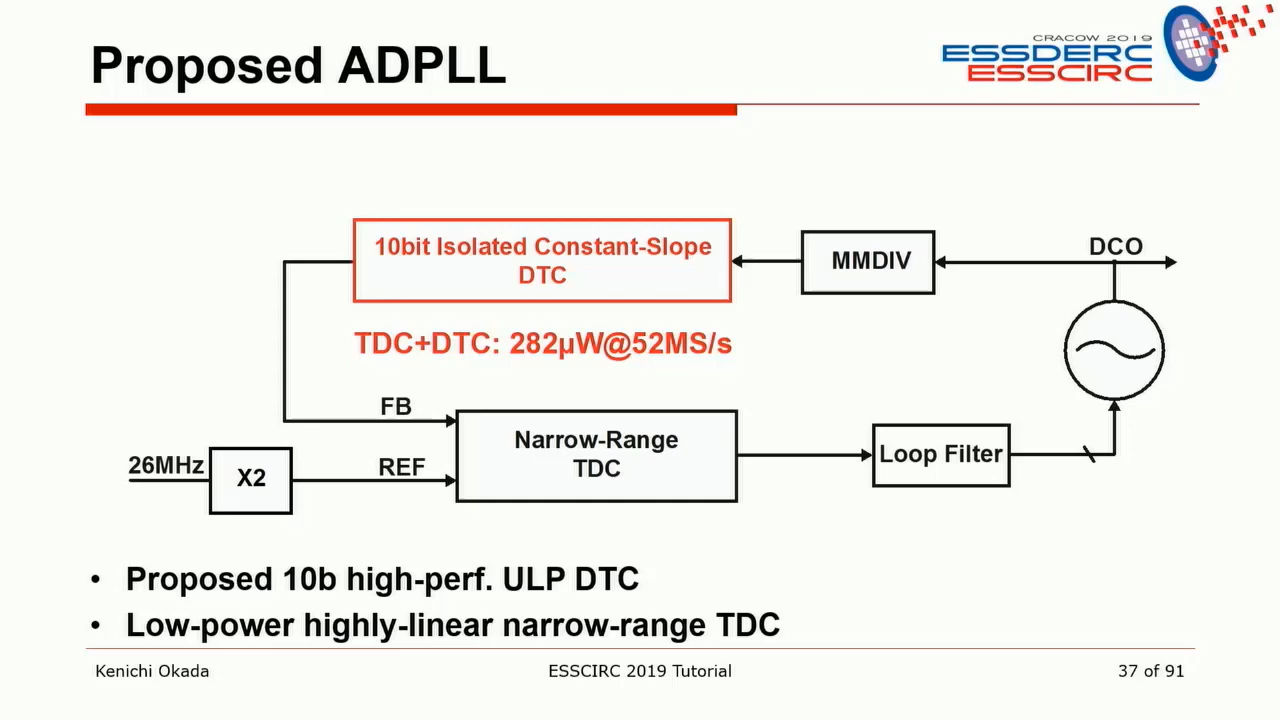 Proposed ADPLL
CRACOW 2019
ESSDERC
ESSCIRC
10bit Isolated Constant-Slope
DTC
MMDIV
DCO
TDC+DTC: 282µW@52MS/s
FB
Narrow-Range
TDC
Loop Filter
26MHz
X2
REF
• Proposed 10b high-perf. ULP DTC
• Low-power highly-linear narrow-range TDC
Kenichi Okada
ESSCIRC 2019 Tutorial
37 of 91